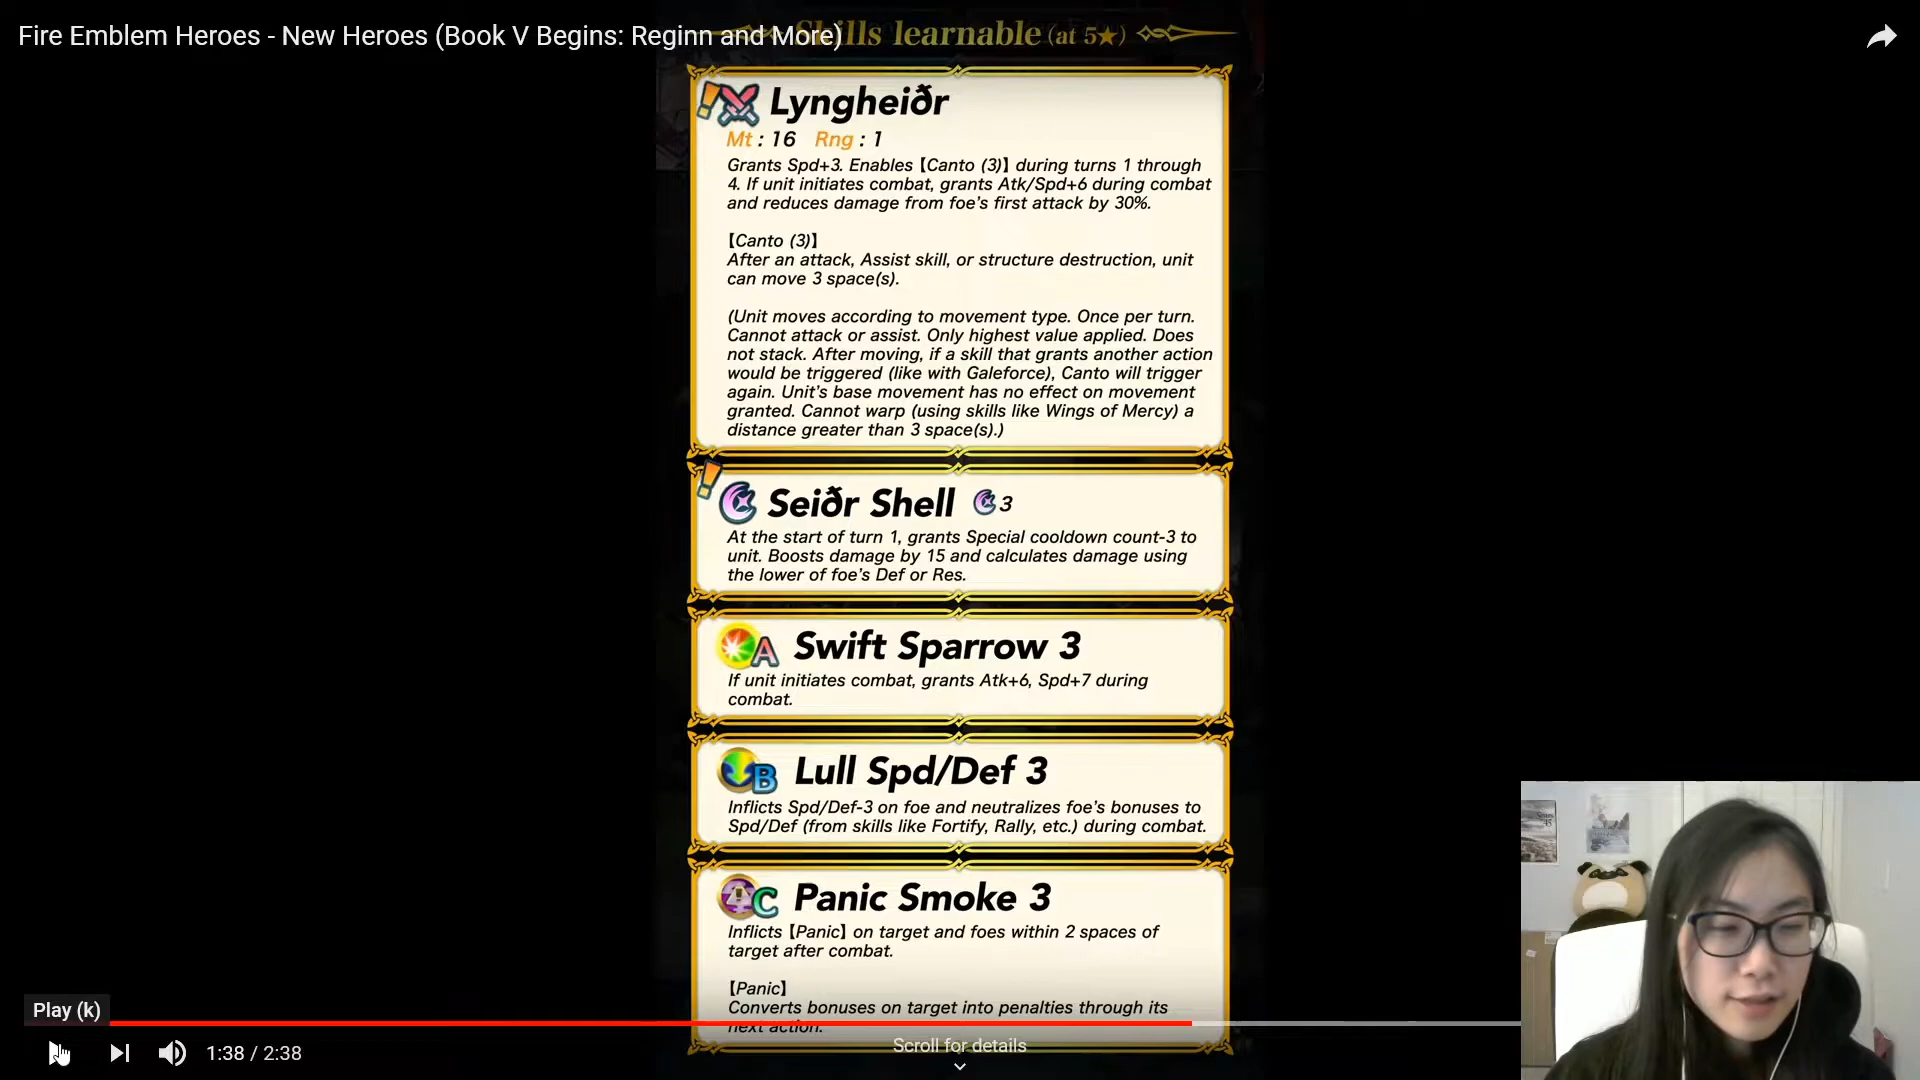 Fire Emblem Heroes - New Heroes (Book V Begins: Reginn and More)
Skills learnable (at 5★)
Lyngheiðr
Mt : 16 Rng : 1
Grants Spd+3. Enables【Canto (3)】during turns 1 through
4. If unit initiates combat, grants Atk/Spd+6 during combat
and reduces damage from foe's first attack by 30%.
【Canto (3)】
After an attack, Assist skill, or structure destruction, unit
can move 3 space(s).
(Unit moves according to movement type. Once per turn.
Cannot attack or assist. Only highest value applied. Does
not stack. After moving, if a skill that grants another action
would be triggered (like with Galeforce), Canto will trigger
again. Unit's base movement has no effect on movement
granted. Cannot warp (using skills like Wings of Mercy) a
distance greater than 3 space(s).)
Seiðr Shell 3
At the start of turn 1, grants Special cooldown count-3 to
unit. Boosts damage by 15 and calculates damage using
the lower of foe's Def or Res.
A Swift Sparrow 3
If unit initiates combat, grants Atk+6, Spd+7 during
combat.
B Lull Spd/Def 3
Inflicts Spd/Def-3 on foe and neutralizes foe's bonuses to
Spd/Def (from skills like Fortify, Rally, etc.) during combat.
C Panic Smoke 3
Inflicts【Panic】on target and foes within 2 spaces of
target after combat.
【Panic】
Converts bonuses on target into penalties through its
next action.
Play (k)
1:38 / 2:38
Scroll for details